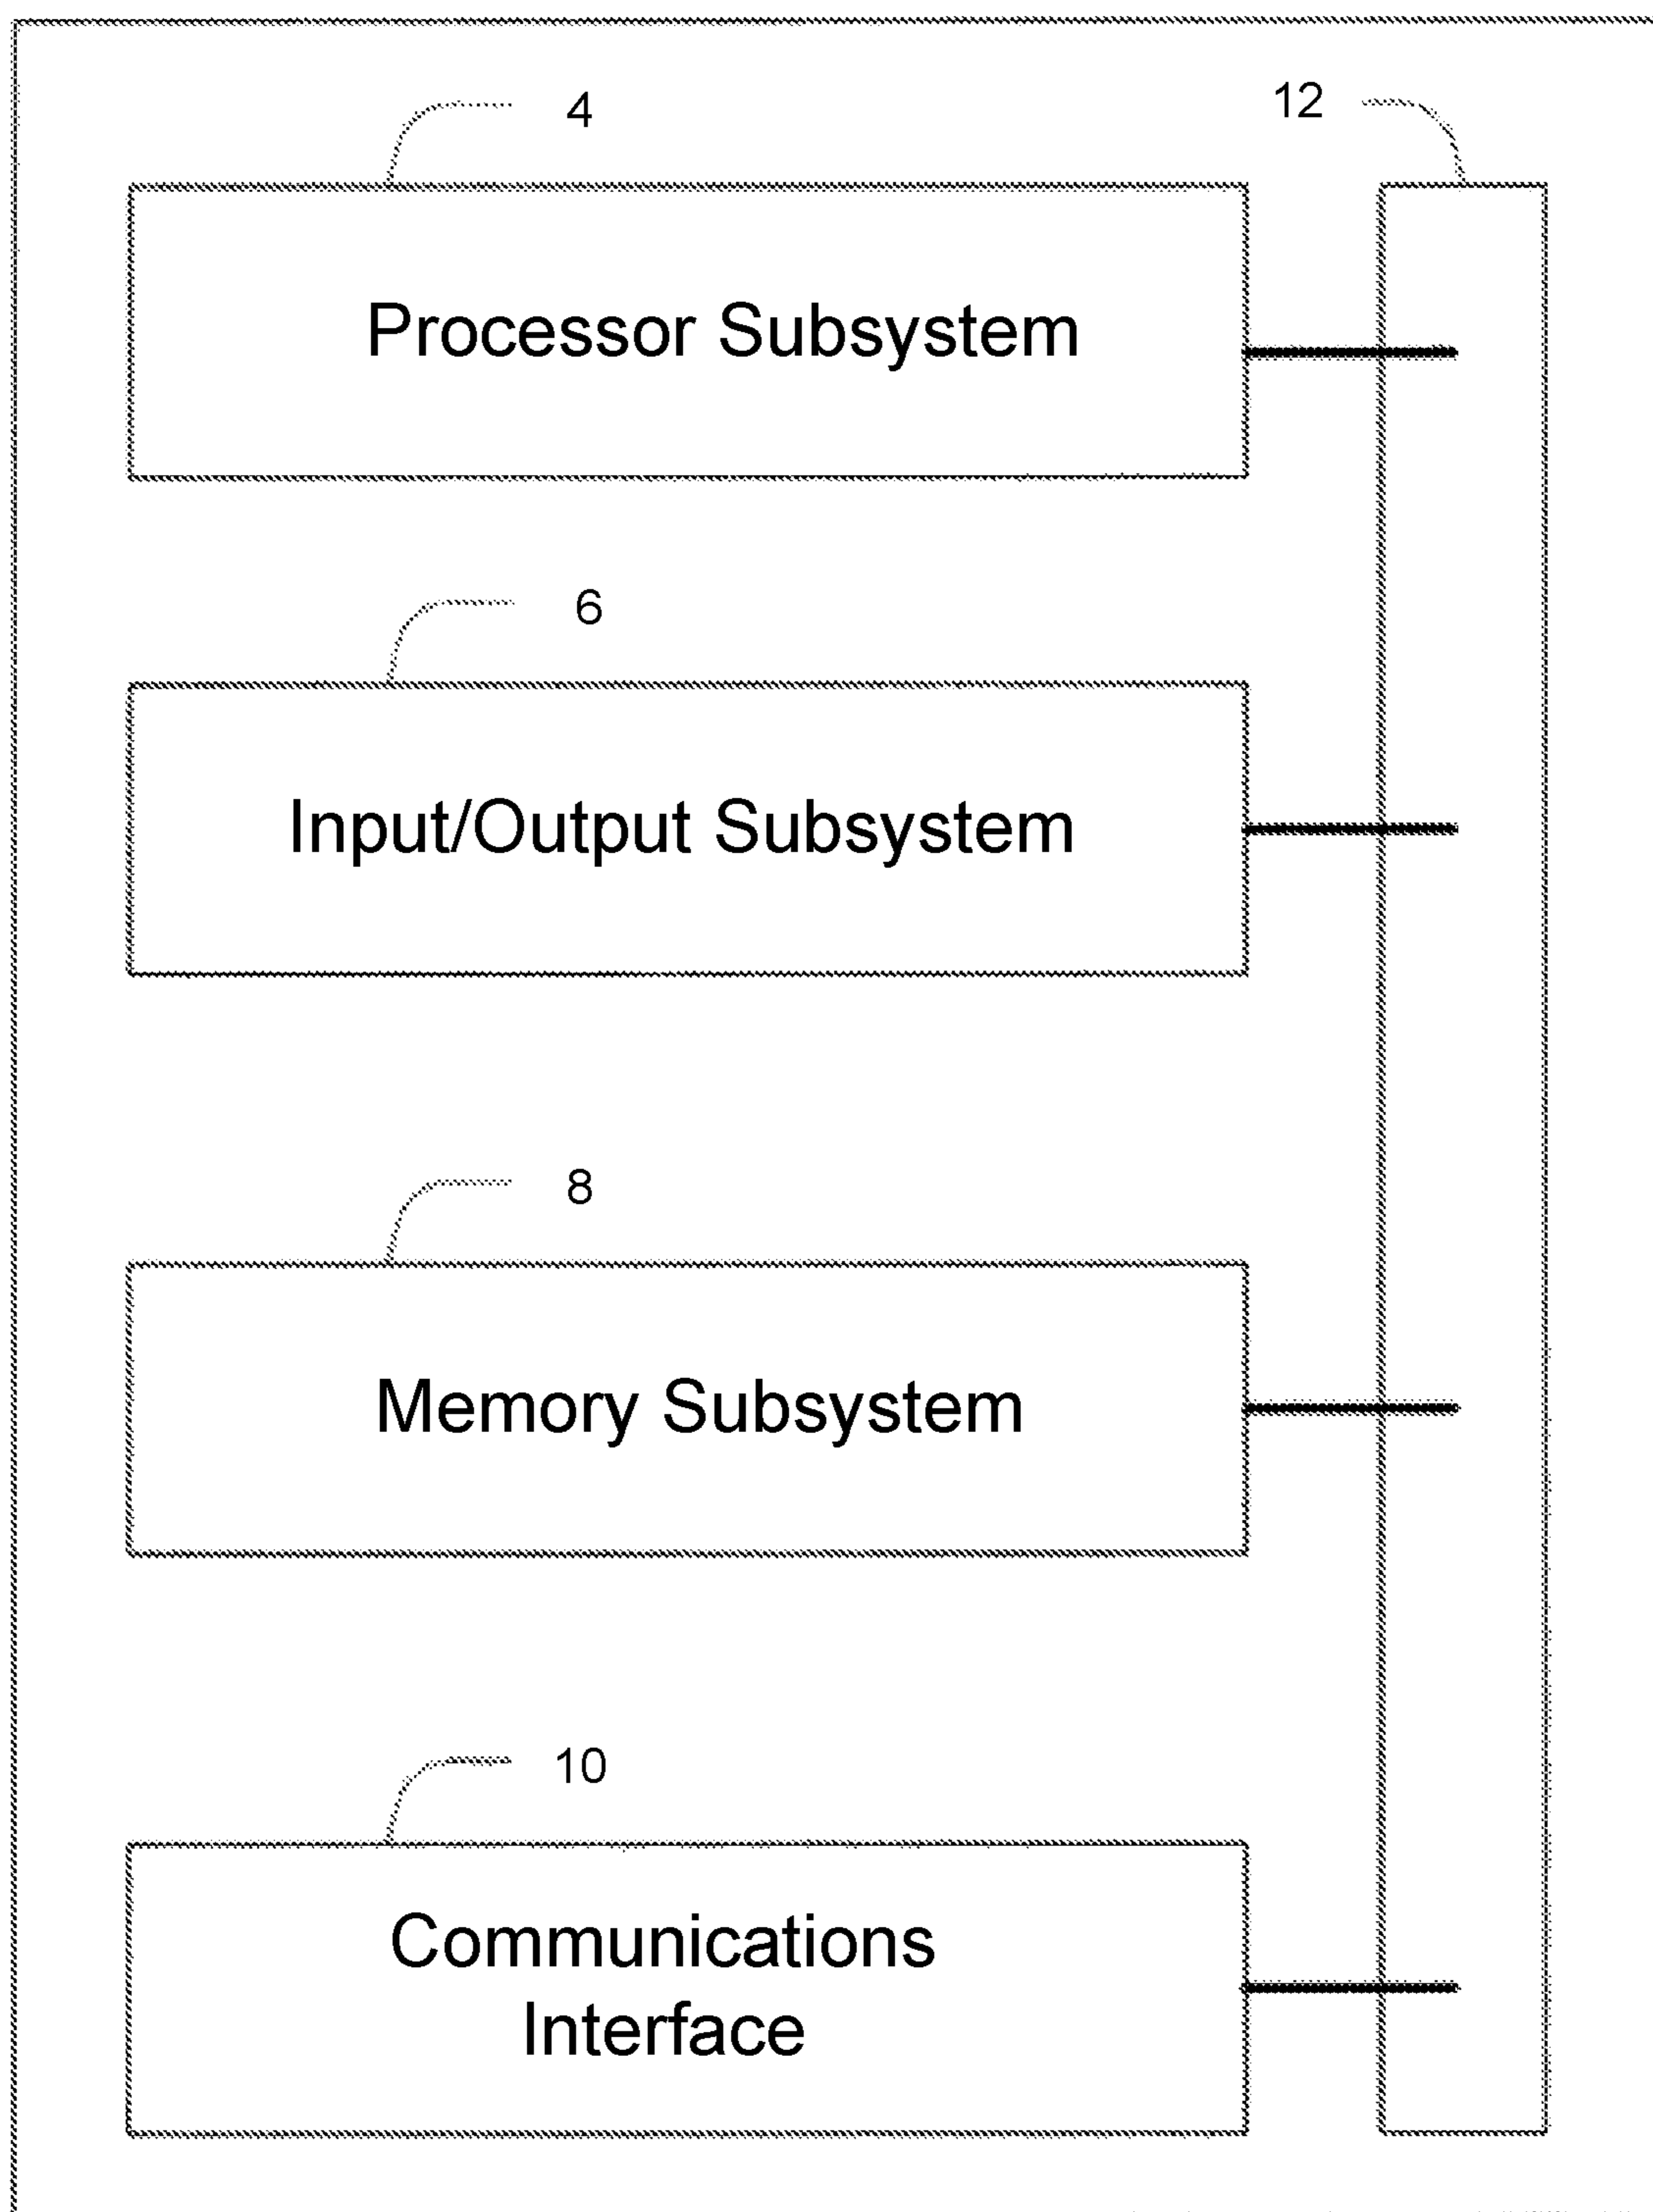 4
12
Processor Subsystem
6
Input/Output Subsystem
8
Memory Subsystem
10
Communications
Interface